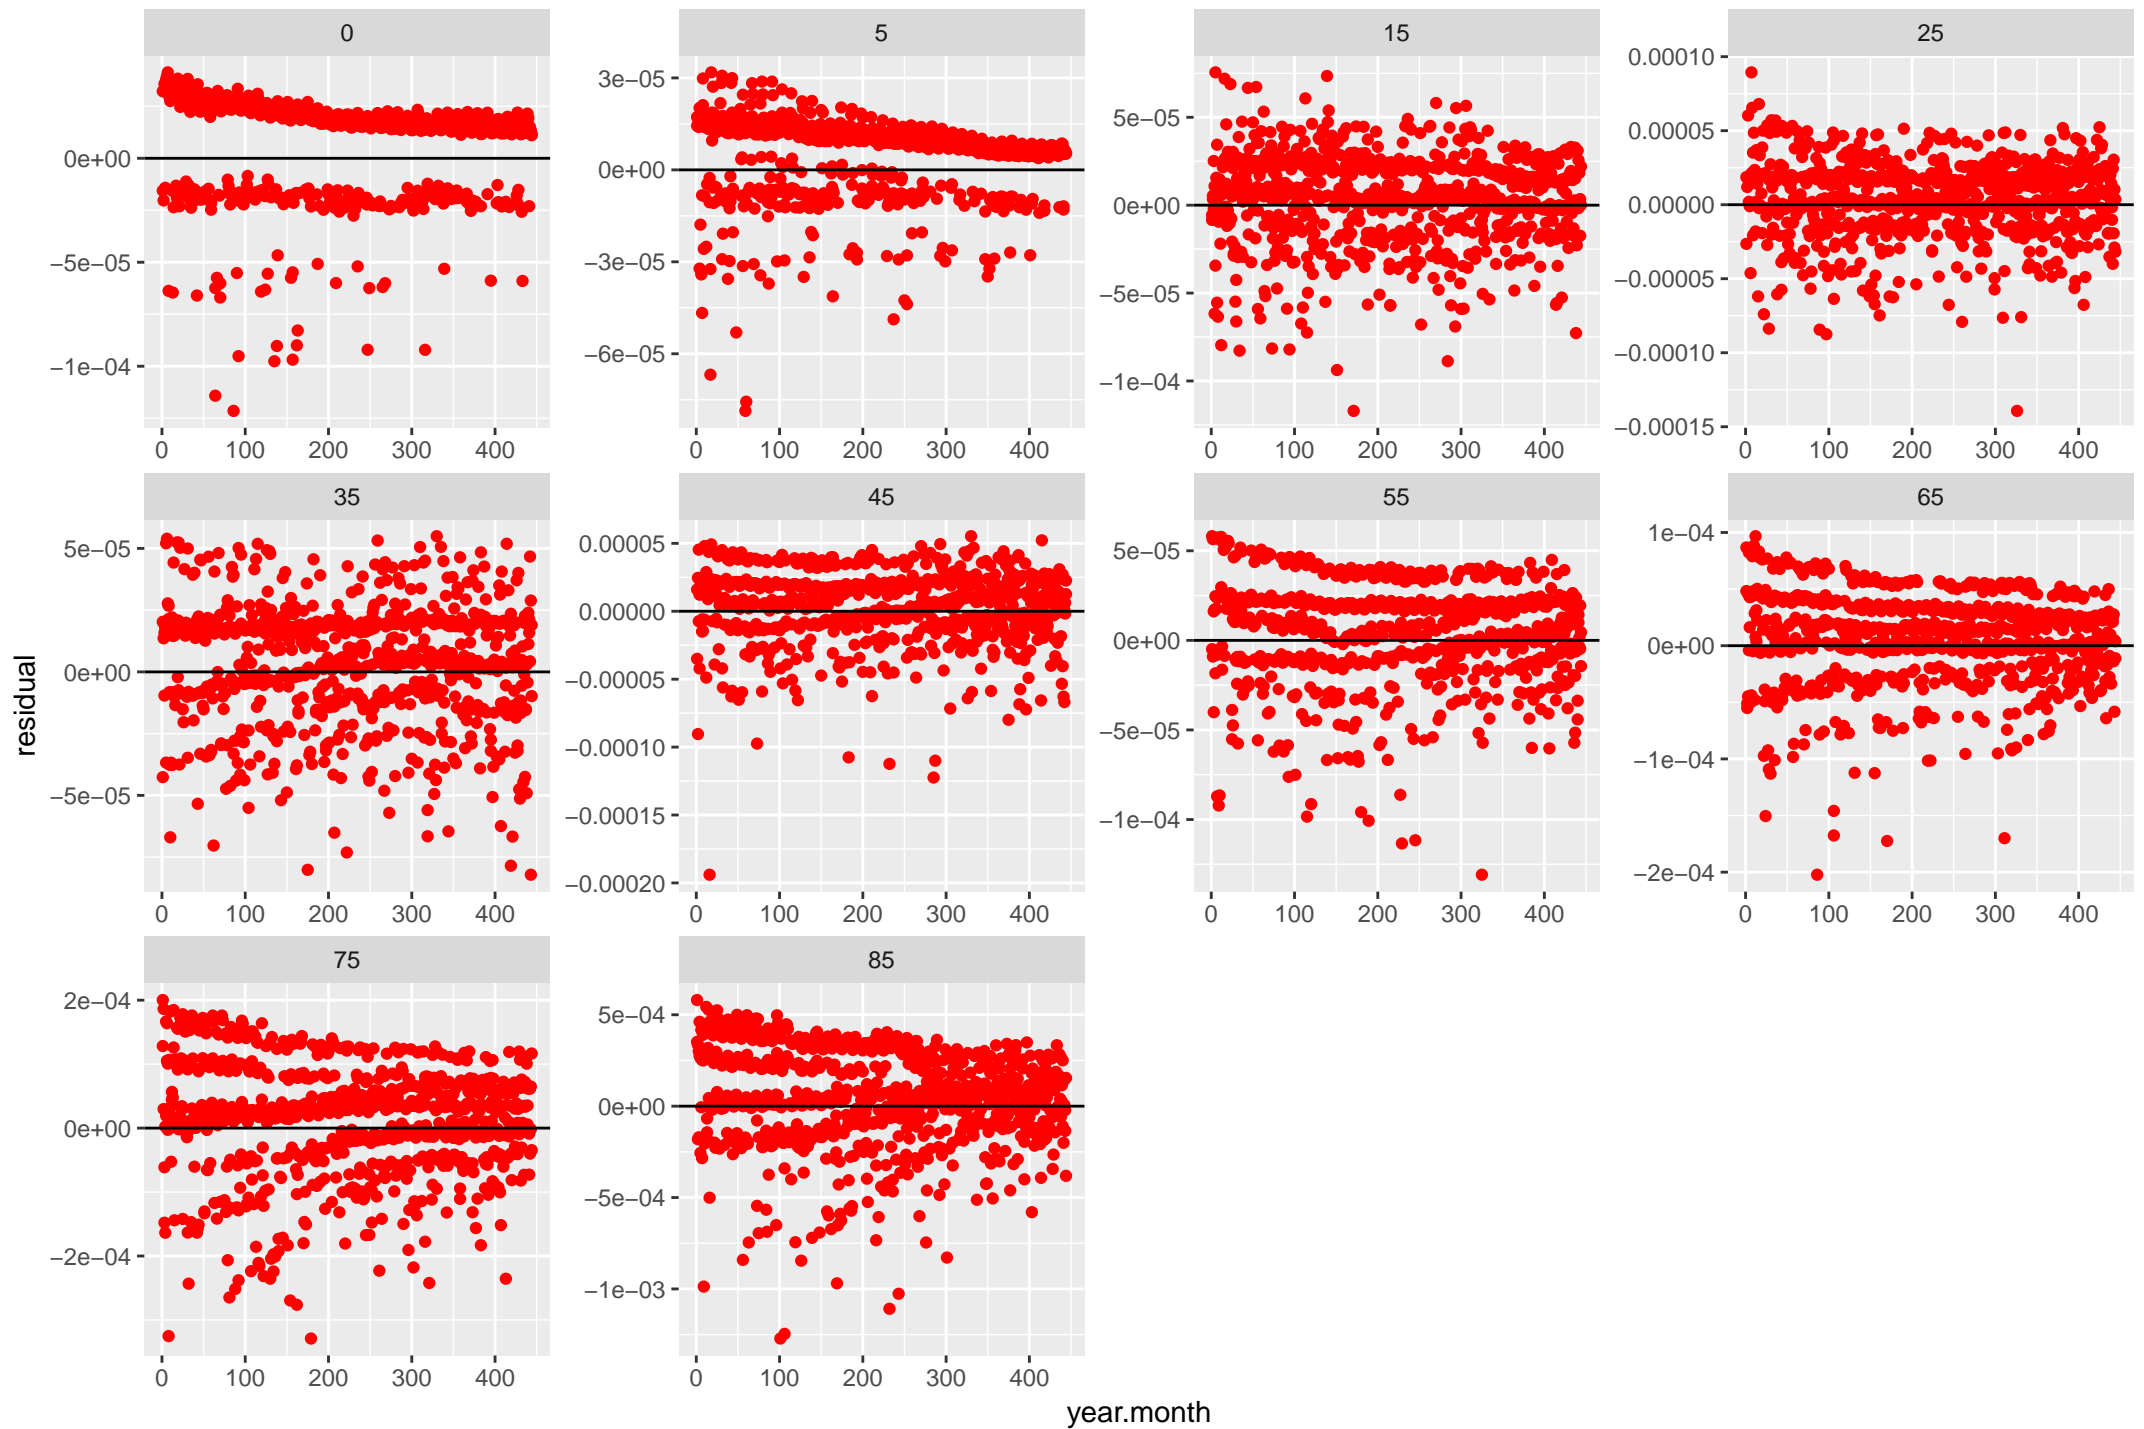 0 5 15 25
0e+00
−5e−05
−1e−04
3e−05
0e+00
−3e−05
−6e−05
5e−05
0e+00
−5e−05
−1e−04
0.00010
0.00005
0.00000
−0.00005
−0.00010
−0.00015
0 100 200 300 400 0 100 200 300 400 0 100 200 300 400 0 100 200 300 400
35 45 55 65
5e−05
0e+00
−5e−05
0.00005
0.00000
−0.00005
−0.00010
−0.00015
−0.00020
5e−05
0e+00
−5e−05
−1e−04
1e−04
0e+00
−1e−04
−2e−04
0 100 200 300 400 0 100 200 300 400 0 100 200 300 400 0 100 200 300 400
75 85
2e−04
0e+00
−2e−04
5e−04
0e+00
−5e−04
−1e−03
0 100 200 300 400 0 100 200 300 400
residual
year.month